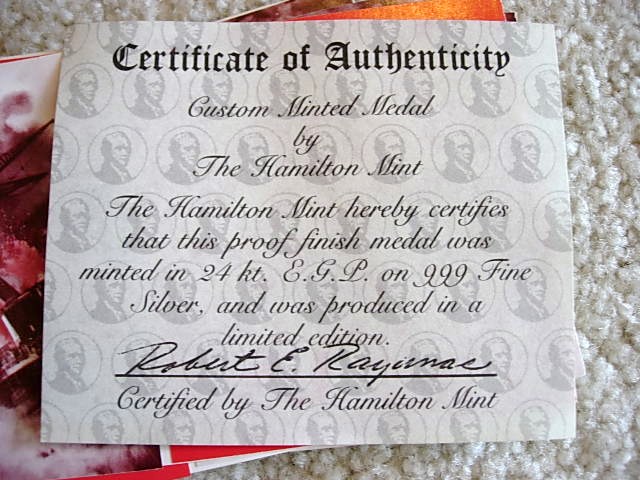 Certificate of Authenticity
Custom Minted Medal
by
The Hamilton Mint
The Hamilton Mint hereby certifies
that this proof finish medal was
minted in 24 kt. E.G.P. on 999 Fine
Silver, and was produced in a
limited edition.
Robert E.
Certified by The Hamilton Mint